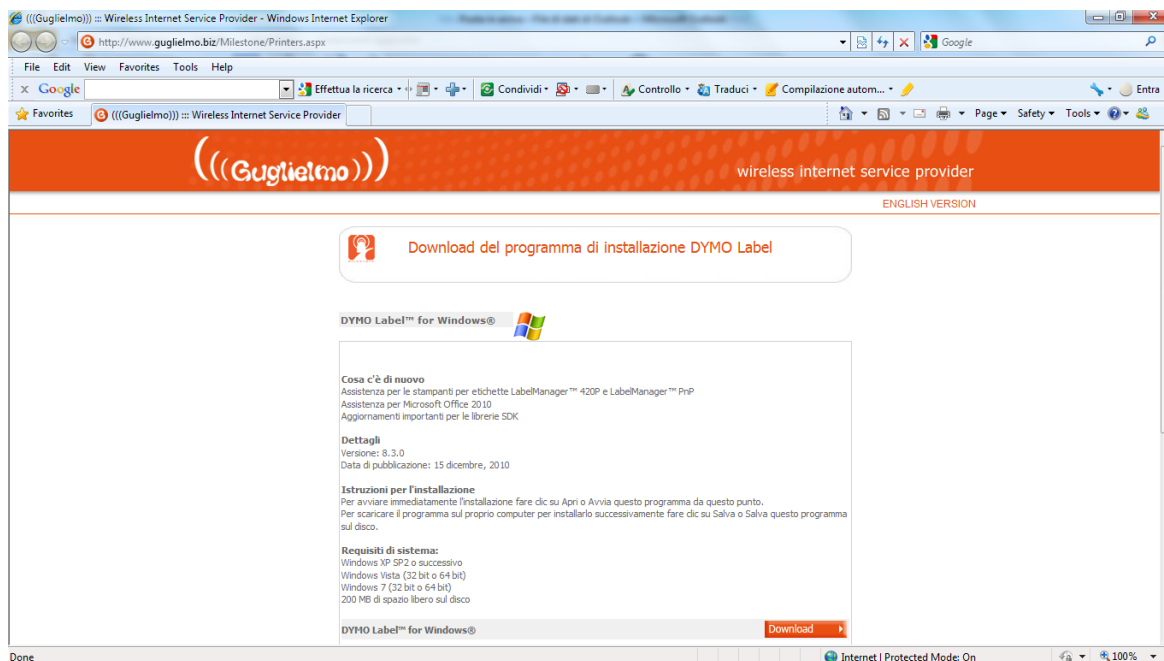 (((Guglielmo))) ::: Wireless Internet Service Provider - Windows Internet Explorer
http://www.guglielmo.biz/Milestone/Printers.aspx
Google
File Edit View Favorites Tools Help
x Google Effettua la ricerca Condividi Controllo Traduci Compilazione autom... Entra
Favorites (((Guglielmo))) ::: Wireless Internet Service Provider Page Safety Tools
(((Guglielmo)))
wireless internet service provider
ENGLISH VERSION
Download del programma di installazione DYMO Label
DYMO Label™ for Windows®
Cosa c'è di nuovo
Assistenza per le stampanti per etichette LabelManager™ 420P e LabelManager™ PnP
Assistenza per Microsoft Office 2010
Aggiornamenti importanti per le librerie SDK
Dettagli
Versione: 8.3.0
Data di pubblicazione: 15 dicembre, 2010
Istruzioni per l'installazione
Per avviare immediatamente l'installazione fare clic su Apri o Avvia questo programma da questo punto.
Per scaricare il programma sul proprio computer per installarlo successivamente fare clic su Salva o Salva questo programma
sul disco.
Requisiti di sistema:
Windows XP SP2 o successivo
Windows Vista (32 bit o 64 bit)
Windows 7 (32 bit o 64 bit)
200 MB di spazio libero sul disco
DYMO Label™ for Windows®
Download
Done
Internet | Protected Mode: On
100%